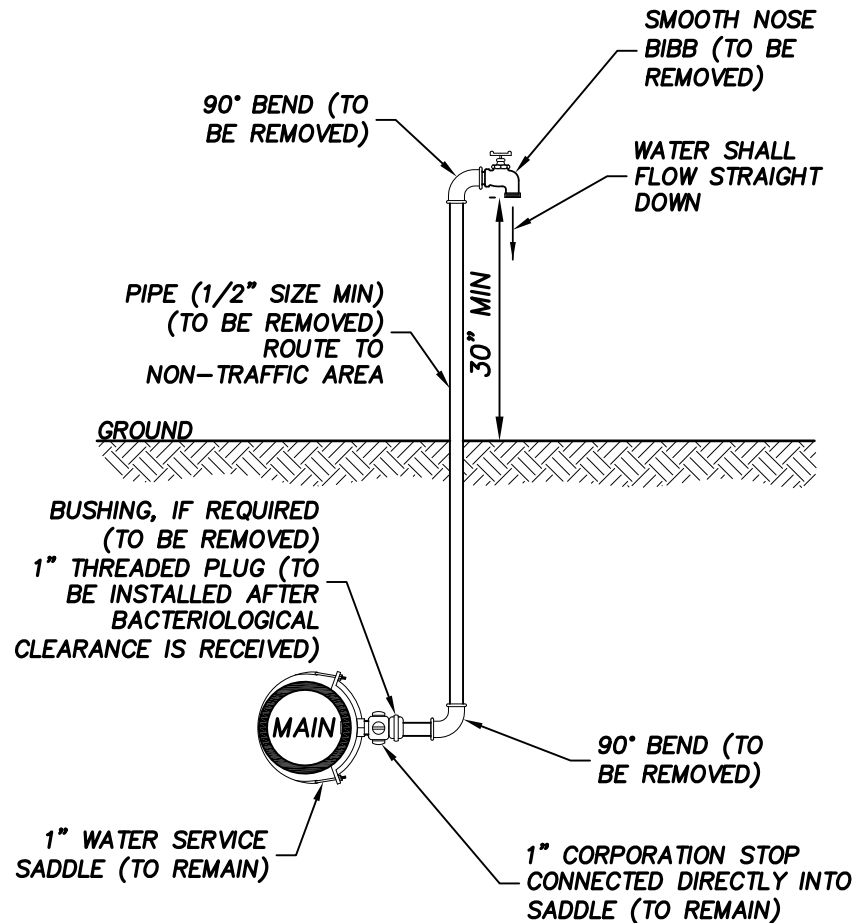 SMOOTH NOSE
BIBB (TO BE
REMOVED)
90° BEND (TO
BE REMOVED)
WATER SHALL
FLOW STRAIGHT
DOWN
PIPE (1/2" SIZE MIN)
(TO BE REMOVED)
ROUTE TO
NON-TRAFFIC AREA
30" MIN
GROUND
BUSHING, IF REQUIRED
(TO BE REMOVED)
1" THREADED PLUG (TO
BE INSTALLED AFTER
BACTERIOLOGICAL
CLEARANCE IS RECEIVED)
MAIN
90° BEND (TO
BE REMOVED)
1" WATER SERVICE
SADDLE (TO REMAIN)
1" CORPORATION STOP
CONNECTED DIRECTLY INTO
SADDLE (TO REMAIN)